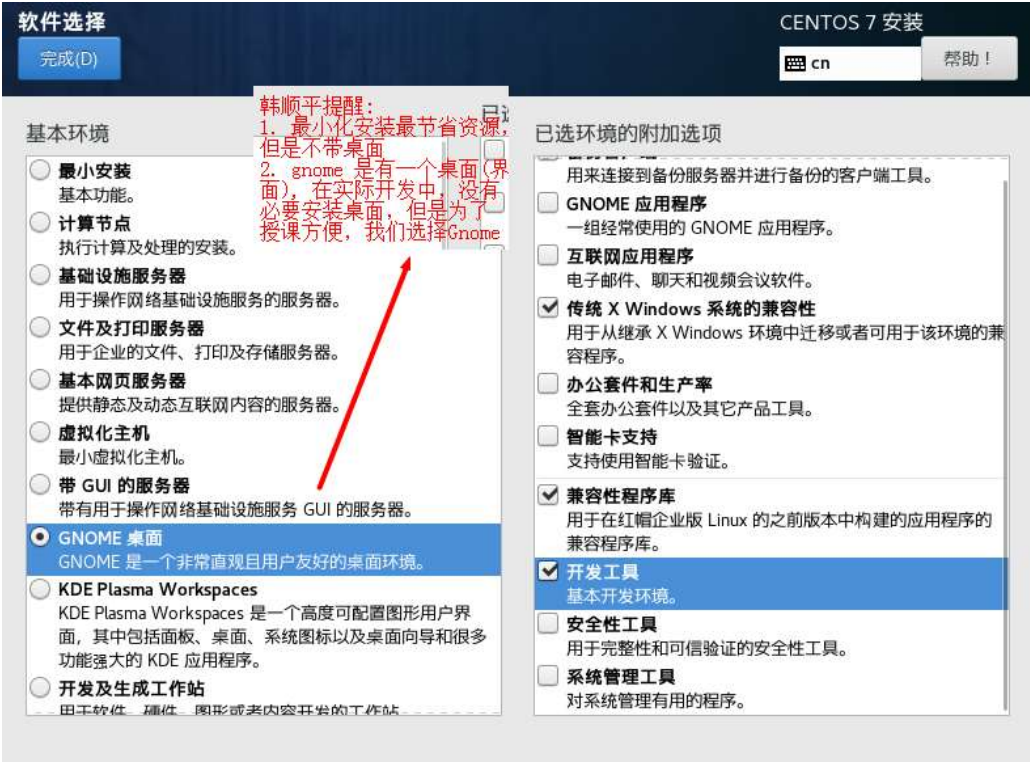 软件选择
完成(D)
CENTOS 7 安装
cn
帮助！
韩顺平提醒：
1. 最小化安装最节省资源，
但是不带桌面
2. gnome 是有一个桌面(界
面)，在实际开发中，没有
必要安装桌面，但是为了
授课方便，我们选择Gnome
基本环境
最小安装
基本功能。
计算节点
执行计算及处理的安装。
基础设施服务器
用于操作网络基础设施服务的服务器。
文件及打印服务器
用于企业的文件、打印及存储服务器。
基本网页服务器
提供静态及动态互联网内容的服务器。
虚拟化主机
最小虚拟化主机。
带 GUI 的服务器
带有用于操作网络基础设施服务 GUI 的服务器。
GNOME 桌面
GNOME 是一个非常直观且用户友好的桌面环境。
KDE Plasma Workspaces
KDE Plasma Workspaces 是一个高度可配置图形用户界
面，其中包括面板、桌面、系统图标以及桌面向导和很多
功能强大的 KDE 应用程序。
开发及生成工作站
用于软件、硬件、图形或者内容开发的工作站
已选环境的附加选项
用来连接到备份服务器并进行备份的客户端工具。
GNOME 应用程序
一组经常使用的 GNOME 应用程序。
互联网应用程序
电子邮件、聊天和视频会议软件。
传统 X Windows 系统的兼容性
用于从继承 X Windows 环境中迁移或者可用于该环境的兼
容程序。
办公套件和生产率
全套办公套件以及其它产品工具。
智能卡支持
支持使用智能卡验证。
兼容性程序库
用于在红帽企业版 Linux 的之前版本中构建的应用程序的
兼容程序库。
开发工具
基本开发环境。
安全性工具
用于完整性和可信验证的安全性工具。
系统管理工具
对系统管理有用的程序。